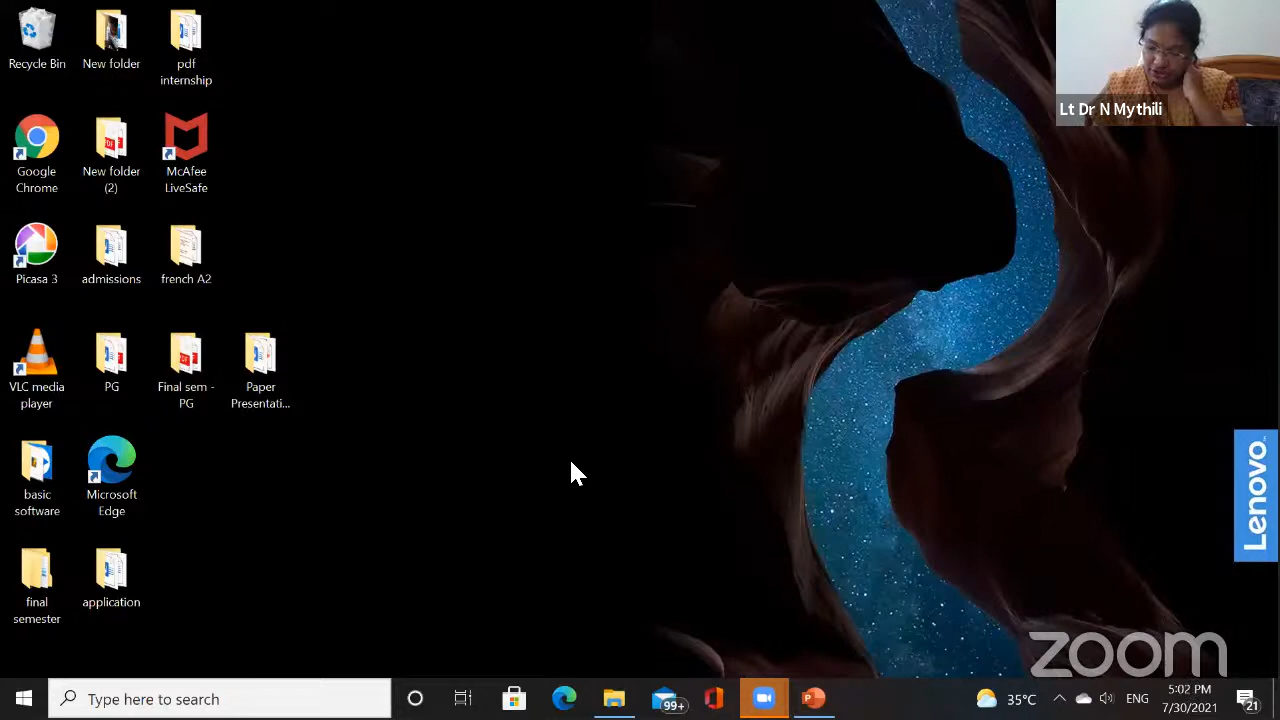 Recycle Bin
New folder
pdf
internship
Lt Dr N Mythili
Google
Chrome
New folder
(2)
McAfee
LiveSafe
Picasa 3
admissions
french A2
VLC media
player
PG
Final sem -
PG
Paper
Presentati...
basic
software
Microsoft
Edge
Lenovo
final
semester
application
zoom
Type here to search
99+
35°C
ENG
5:02 PM
7/30/2021
21